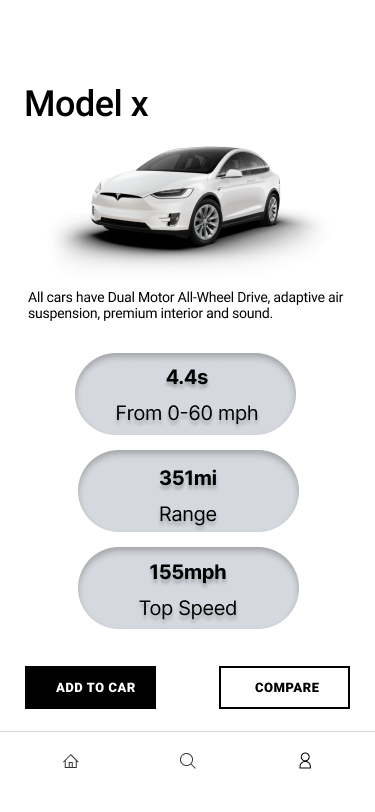 Model x
All cars have Dual Motor All-Wheel Drive, adaptive air
suspension, premium interior and sound.
4.4s
From 0-60 mph
351mi
Range
155mph
Top Speed
ADD TO CAR
COMPARE